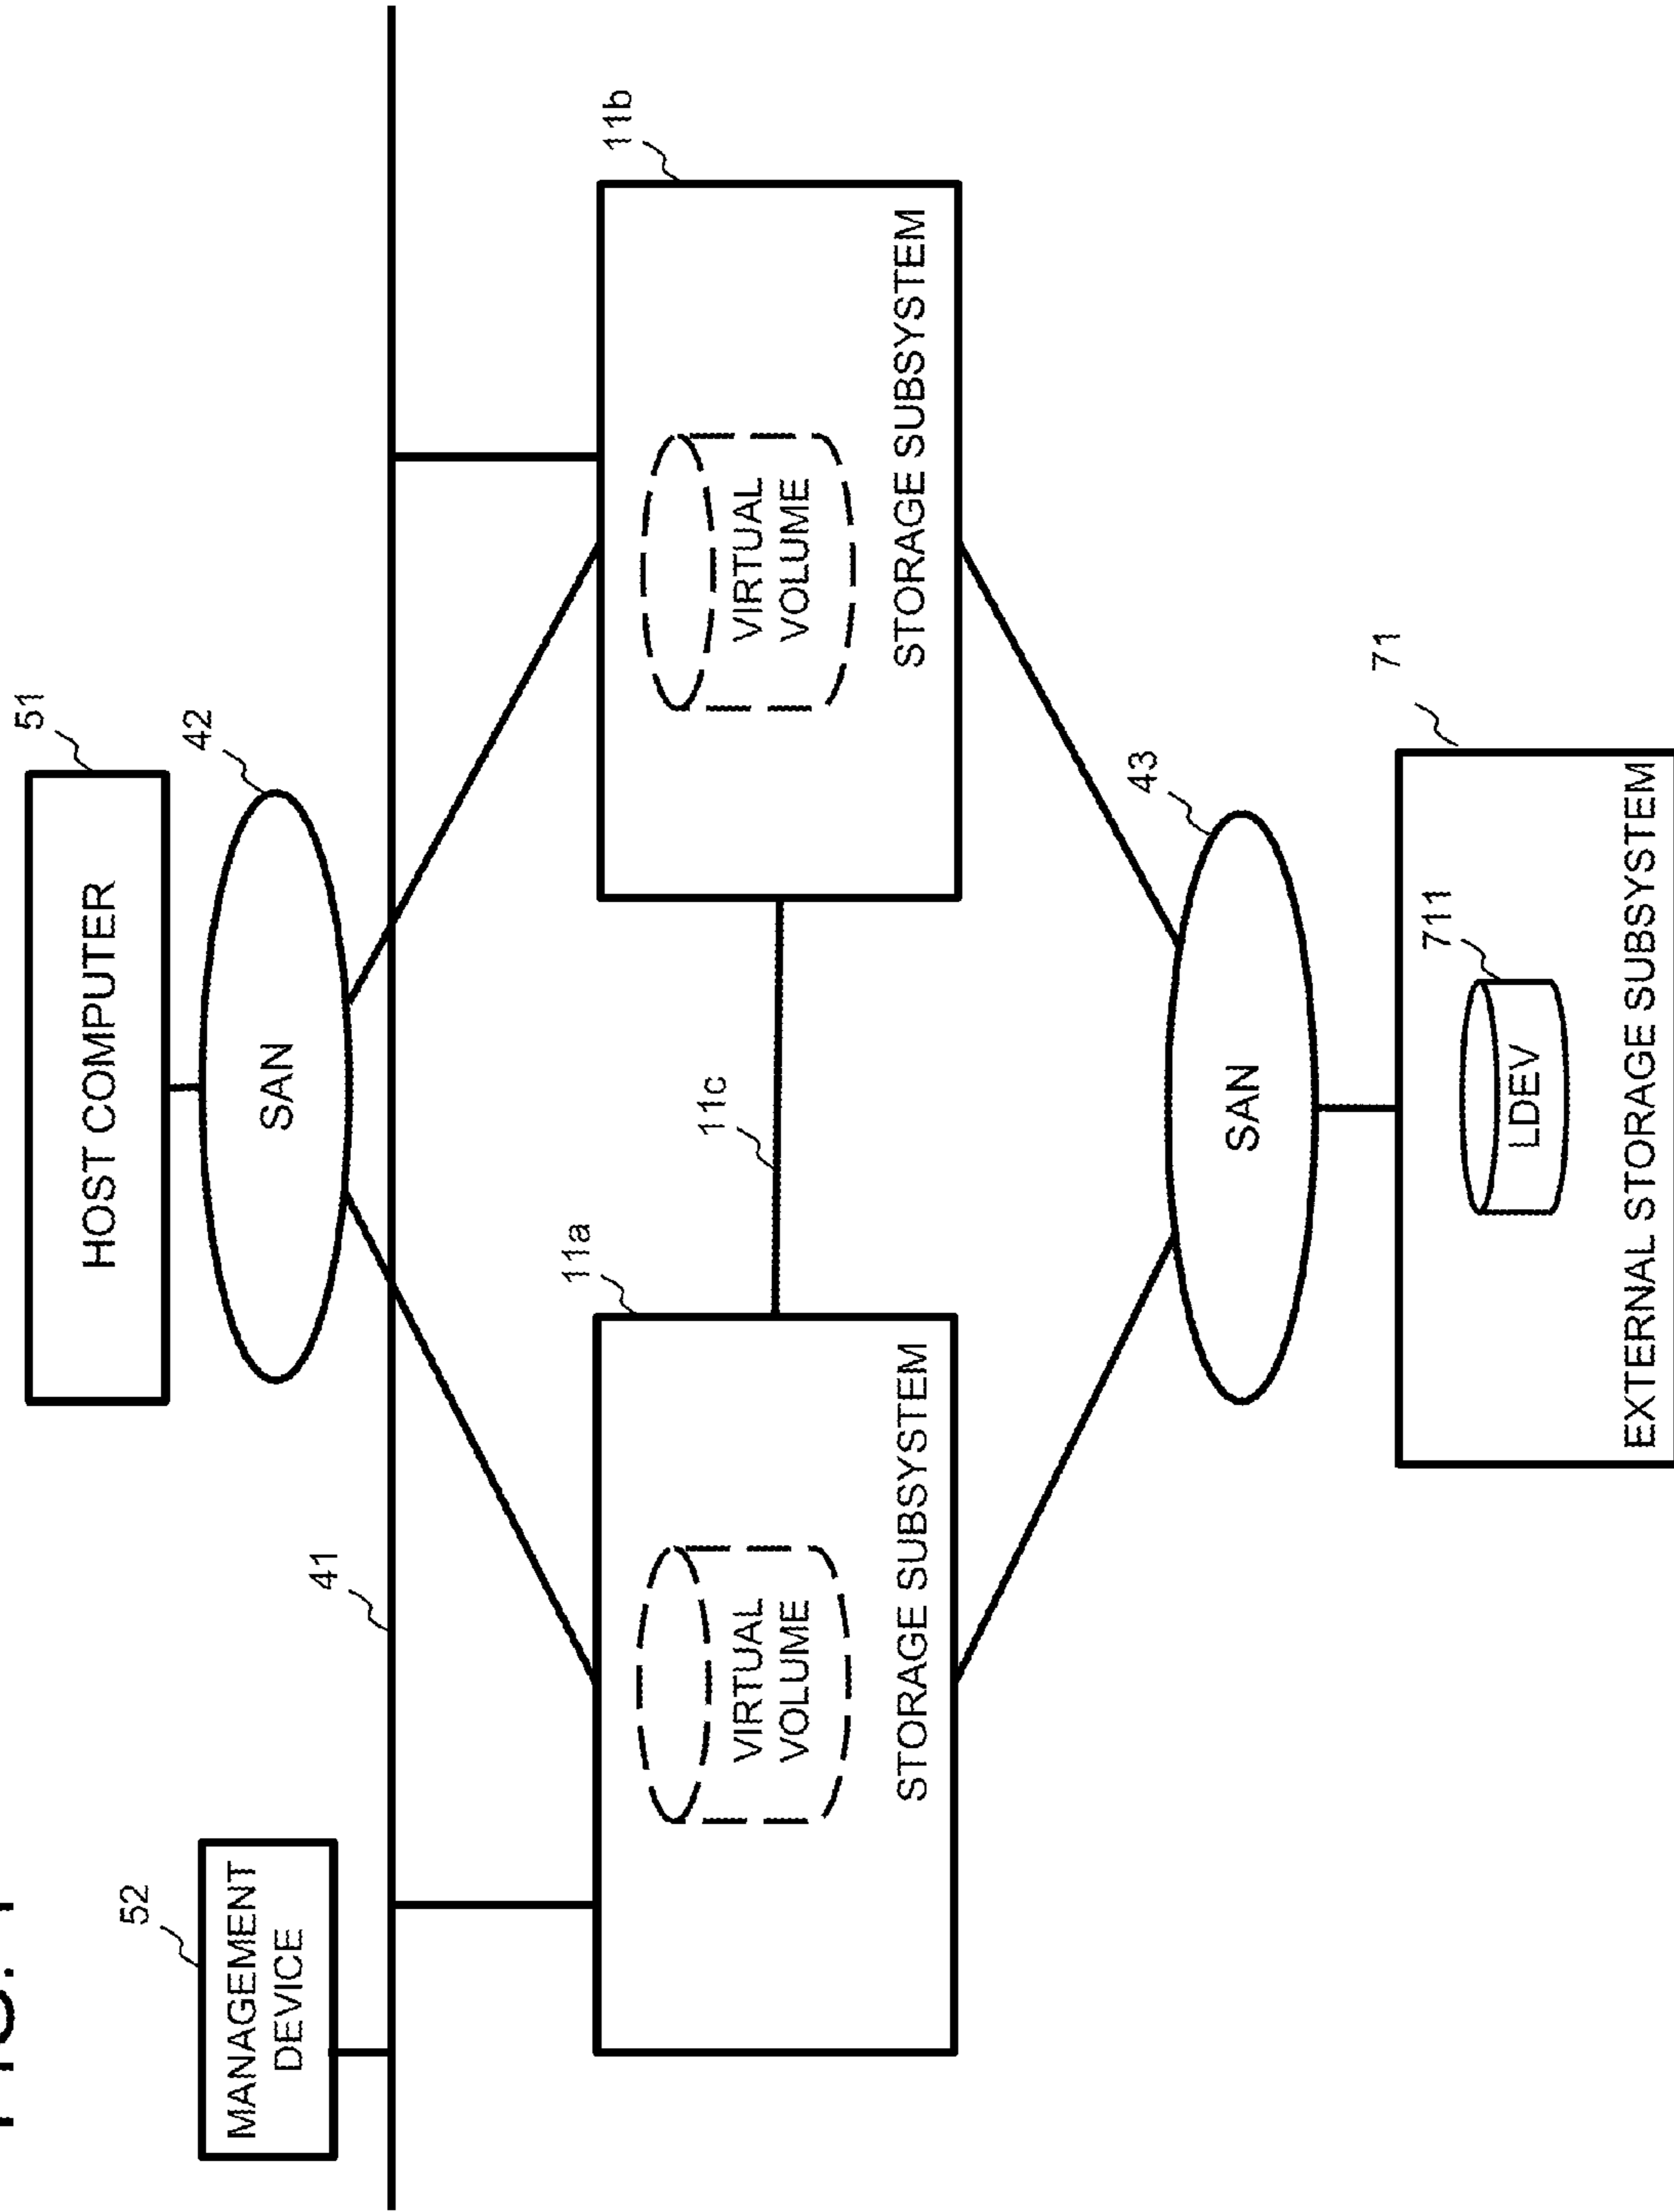 FIG. 1
51
HOST COMPUTER
42
SAN
52
MANAGEMENT
DEVICE
41
11a
VIRTUAL
VOLUME
STORAGE SUBSYSTEM
11c
11b
VIRTUAL
VOLUME
STORAGE SUBSYSTEM
43
SAN
71
711
LDEV
EXTERNAL STORAGE SUBSYSTEM